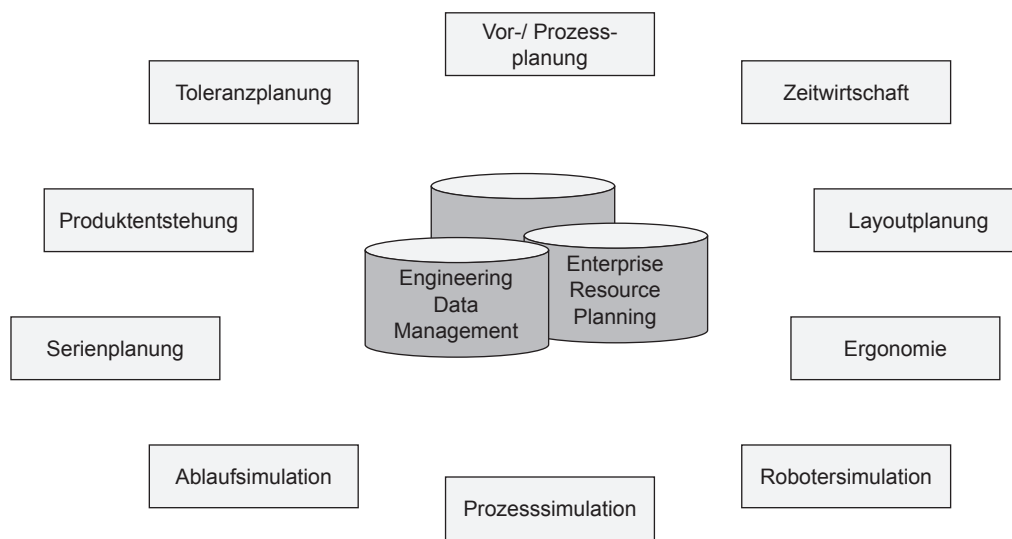 Vor-/ Prozess-
planung
Toleranzplanung
Zeitwirtschaft
Produktentstehung
Layoutplanung
Engineering
Data
Management
Enterprise
Resource
Planning
Serienplanung
Ergonomie
Ablaufsimulation
Robotersimulation
Prozesssimulation